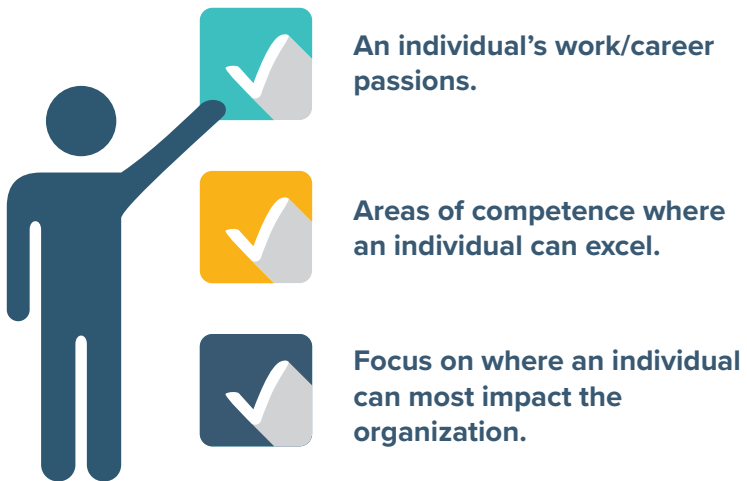 An individual’s work/career
passions.
Areas of competence where
an individual can excel.
Focus on where an individual
can most impact the
organization.